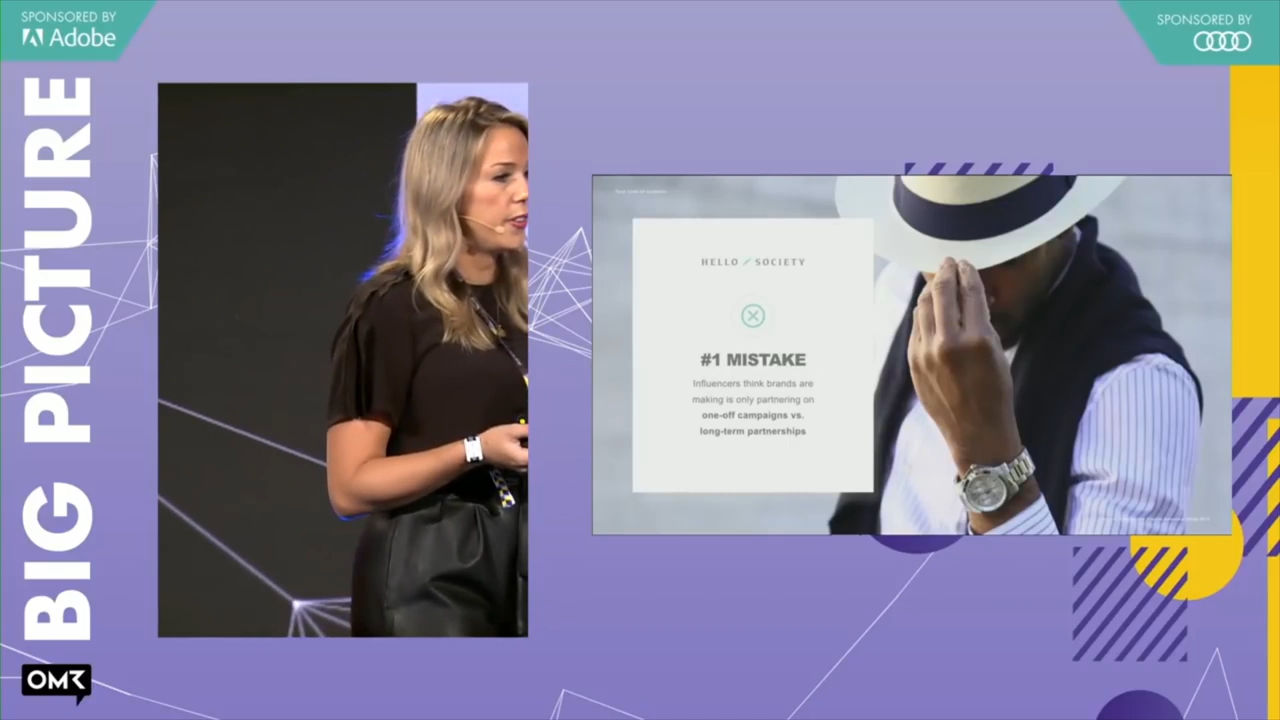 SPONSORED BY
Adobe
SPONSORED BY
BIG PICTURE
HELLO / SOCIETY
#1 MISTAKE
Influencers think brands are
making is only partnering on
one-off campaigns vs.
long-term partnerships
OMR